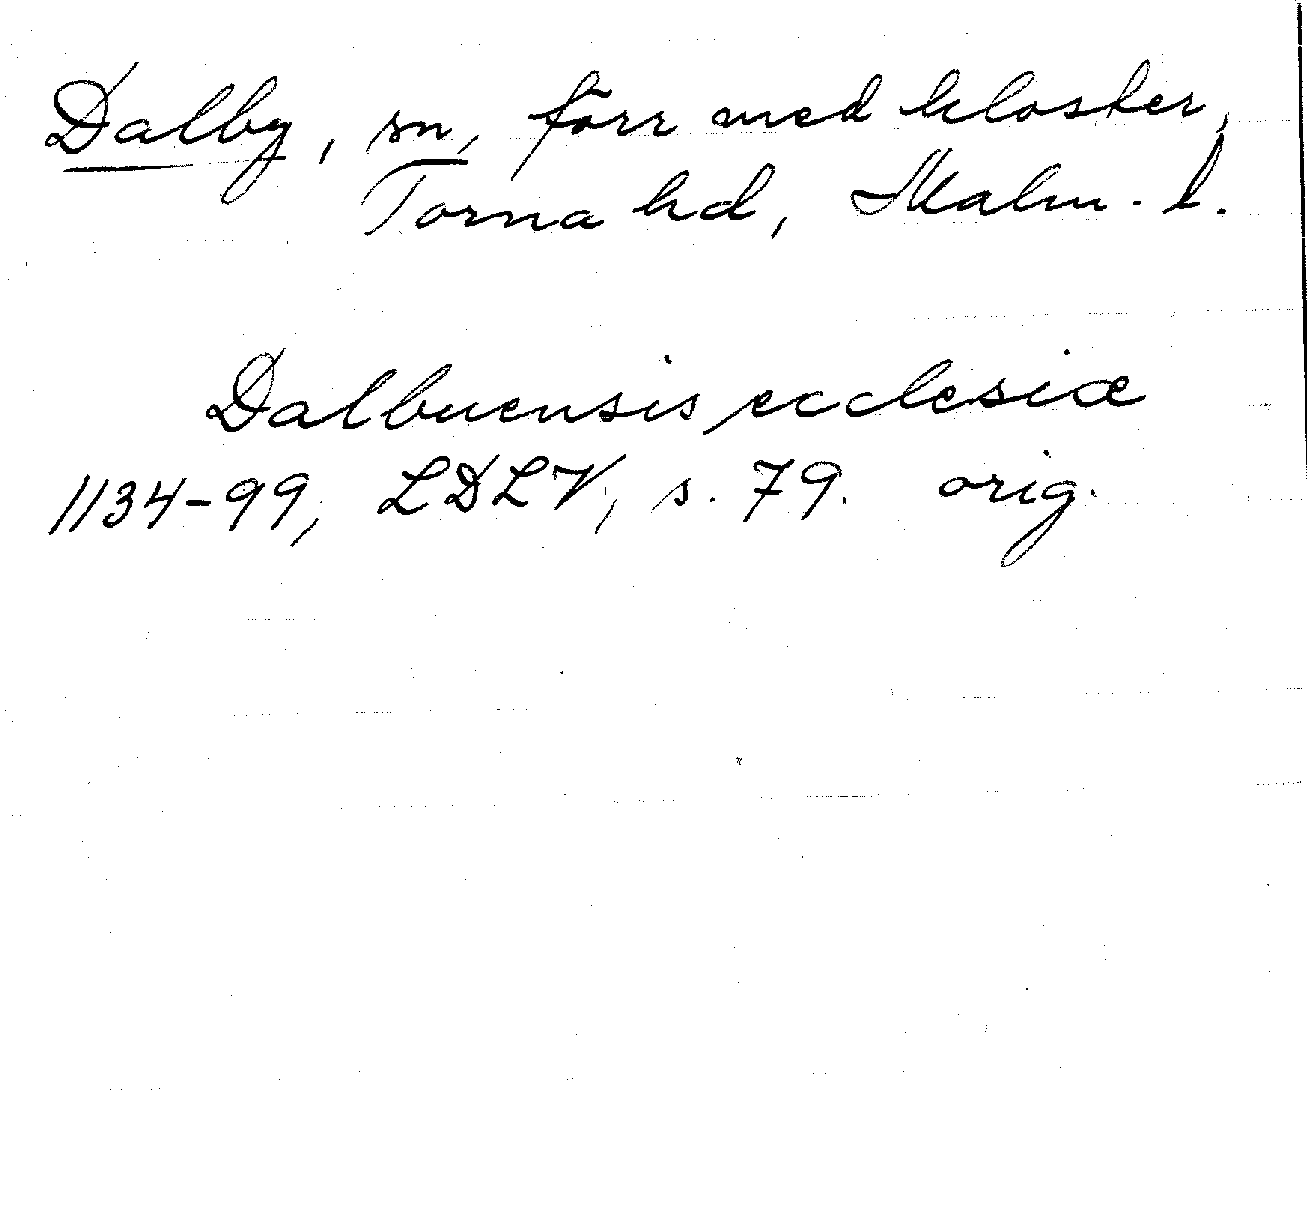 Dalby, sn, förr med kloster,
Torna hd, Malm. l.
Dalbuensis ecclesiæ
1134-99, LDLV, s. 79. orig.